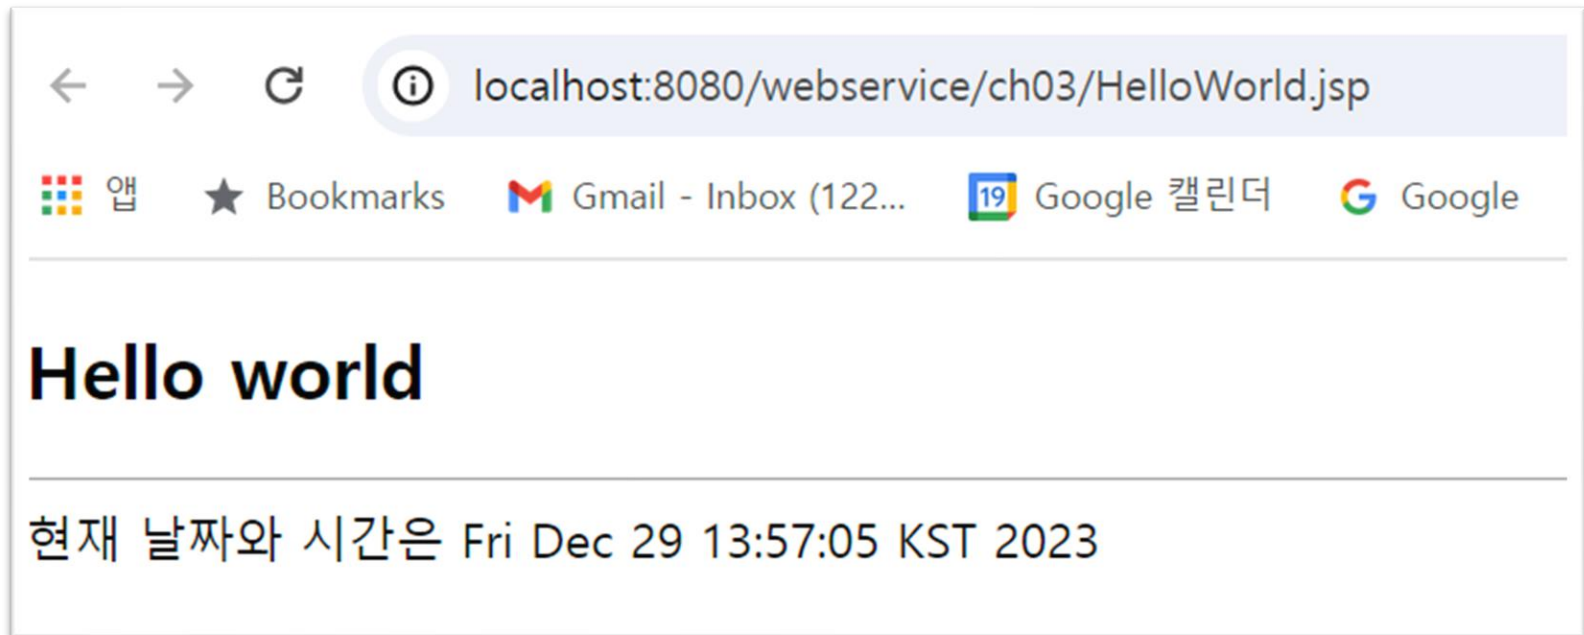 localhost:8080/webservice/ch03/HelloWorld.jsp
앱 Bookmarks Gmail - Inbox (122... 19 Google 캘린더 Google
Hello world
현재 날짜와 시간은 Fri Dec 29 13:57:05 KST 2023